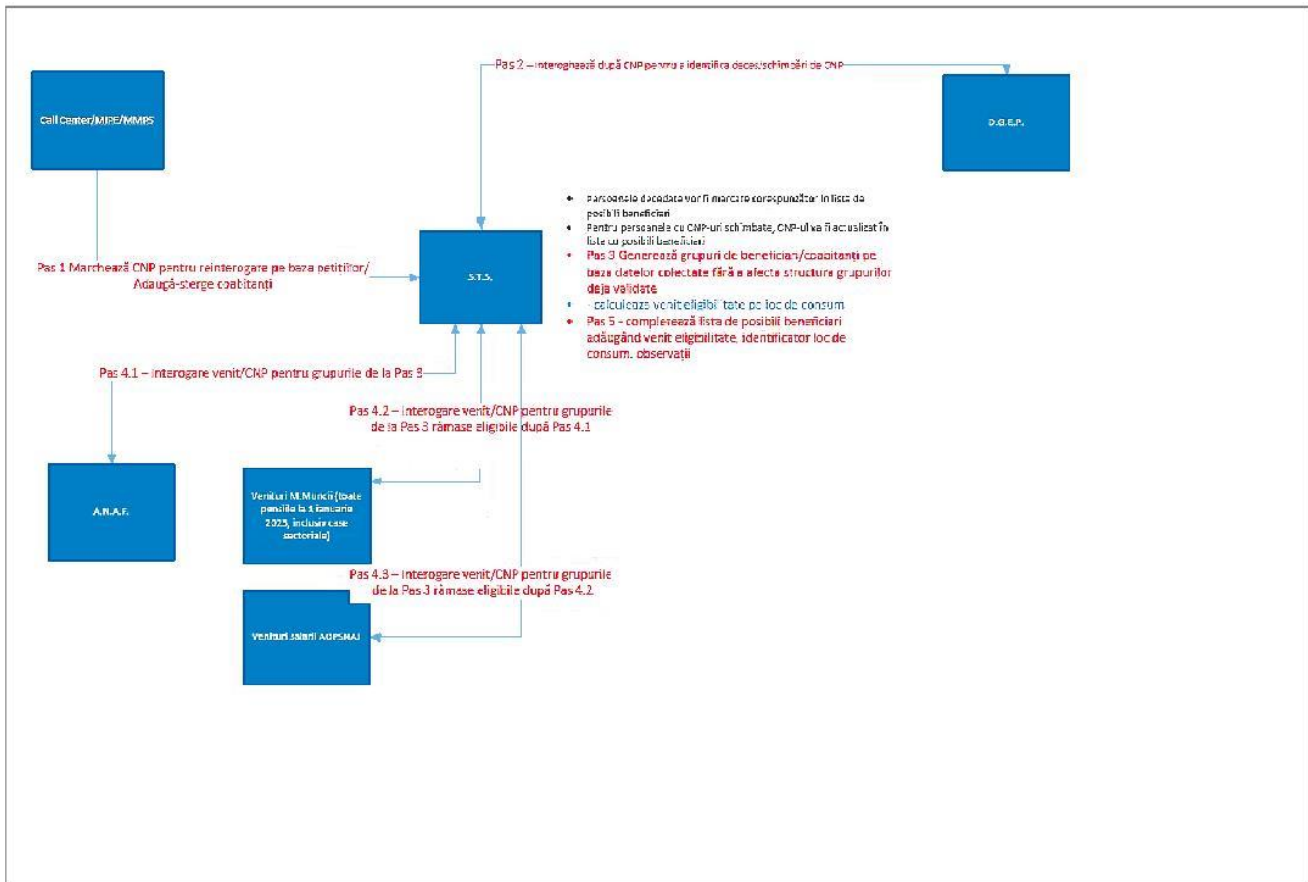 Pas 2 – Interoghează după CNP pentru a identifica deces/schimbări de CNP
Call Center/MIPE/MMPS
D.G.E.P.
• Persoanele decedate vor fi marcate corespunzător în lista de
posibili beneficiari
• Pentru persoanele cu CNP-uri schimbate, CNP-ul va fi actualizat în
lista cu posibili beneficiari
• Pas 3 Generează grupuri de beneficiari/coabitanți pe
baza datelor colectate fără a afecta structura grupurilor
deja validate
• - calculeaza venit eligibilitate pe loc de consum
• Pas 5 - completează lista de posibili beneficiari
adăugând venit eligibilitate, identificator loc de
consum, observații
Pas 1 Marchează CNP pentru reinterogare pe baza petițiilor/
Adaugă-șterge coabitanți
S.T.S.
Pas 4.1 – Interogare venit/CNP pentru grupurile de la Pas 3
Pas 4.2 – Interogare venit/CNP pentru grupurile
de la Pas 3 rămase eligibile după Pas 4.1
A.N.A.F.
Venituri M.Muncii (toate
pensiile la 1 ianuarie
2023, inclusiv case
sectoriale)
Pas 4.3 – Interogare venit/CNP pentru grupurile
de la Pas 3 rămase eligibile după Pas 4.2
Venituri salarii AOPSNAJ